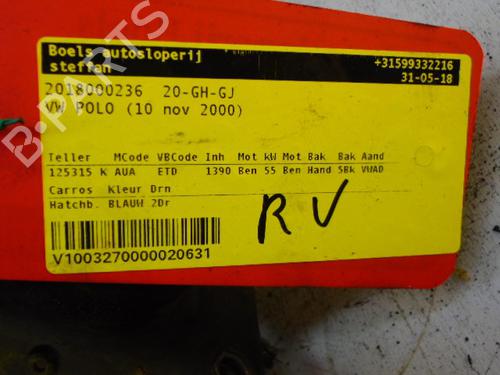 Boels autosloperij +31599332216
steffan 31-05-18
2018000236 20-GH-GJ
VW POLO (10 nov 2000)
Teller MCode VBCode Inh Mot kW Mot Bak Bak Aand
125315 K AUA ETD 1390 Ben 55 Ben Hand 5Bk VWAD
Carros Kleur Drn
Hatchb. BLAUW 2Dr
RV
V1003270000020631